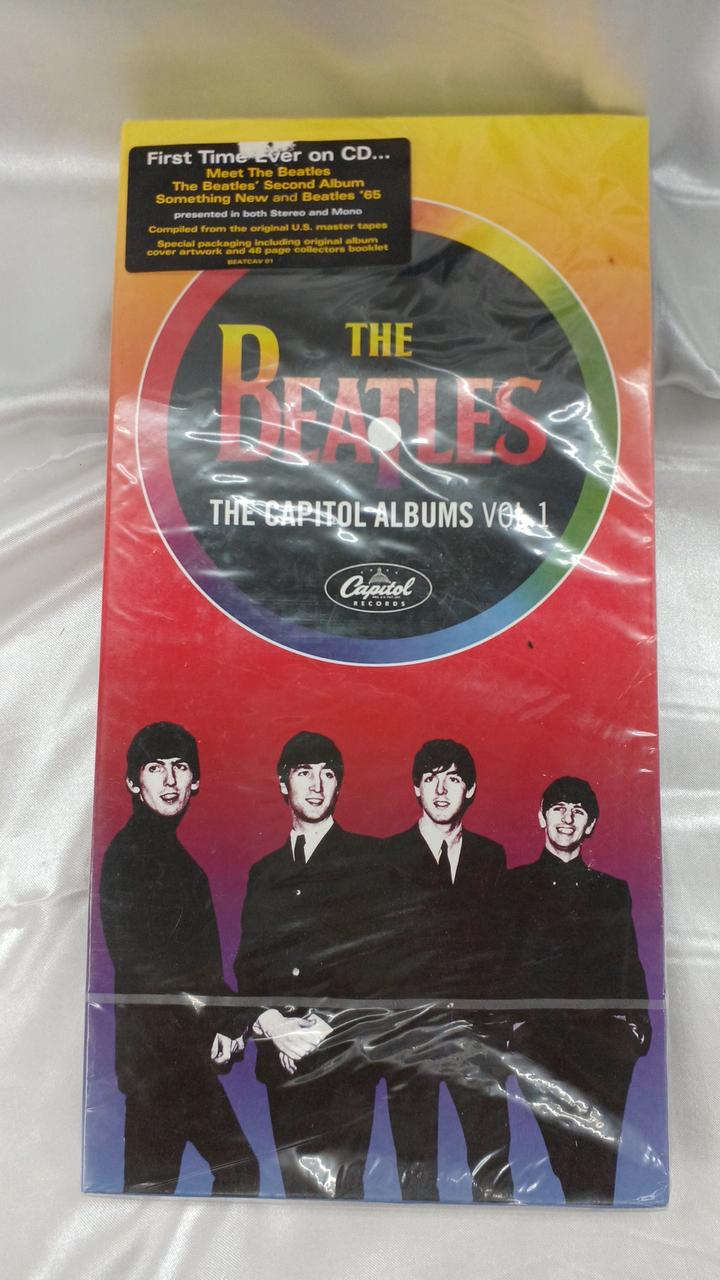 First Time Ever on CD...
Meet The Beatles
The Beatles' Second Album
Something New and Beatles '65
presented in both Stereo and Mono
Compiled from the original U.S. master tapes
Special packaging including original album
cover artwork and 48 page collectors booklet
BEATCAV 01
THE
BEATLES
THE CAPITOL ALBUMS VOL.1
Capitol
RECORDS